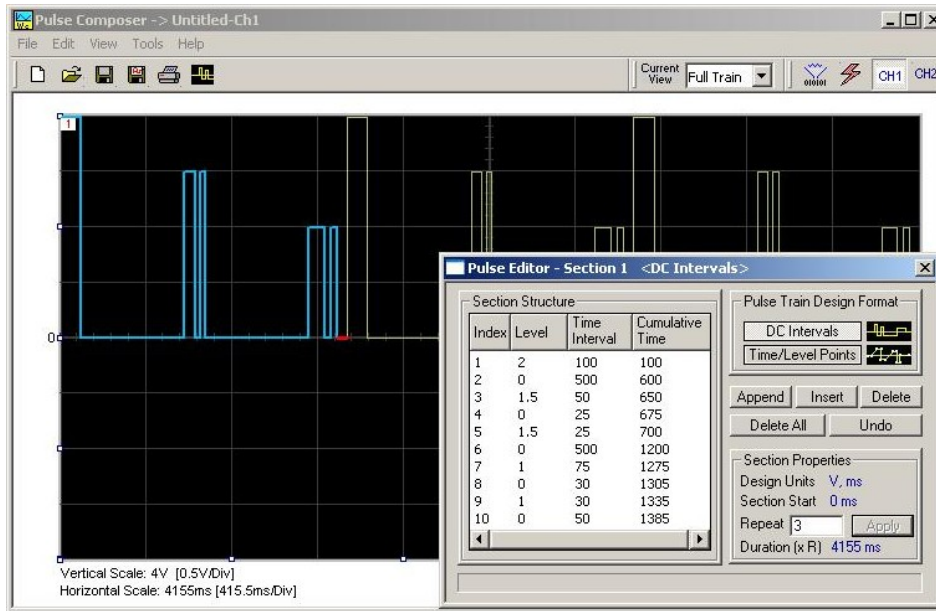 Pulse Composer -> Untitled-Ch1
File Edit View Tools Help
Current View Full Train
CH1 CH2
1
0
Pulse Editor - Section 1 <DC Intervals>
Section Structure
Index Level Time Interval Cumulative Time
1 2 100 100
2 0 500 600
3 1.5 50 650
4 0 25 675
5 1.5 25 700
6 0 500 1200
7 1 75 1275
8 0 30 1305
9 1 30 1335
10 0 50 1385
Pulse Train Design Format
DC Intervals
Time/Level Points
Append Insert Delete
Delete All Undo
Section Properties
Design Units V, ms
Section Start 0 ms
Repeat 3 Apply
Duration (x R) 4155 ms
Vertical Scale: 4V [0.5V/Div]
Horizontal Scale: 4155ms [415.5ms/Div]